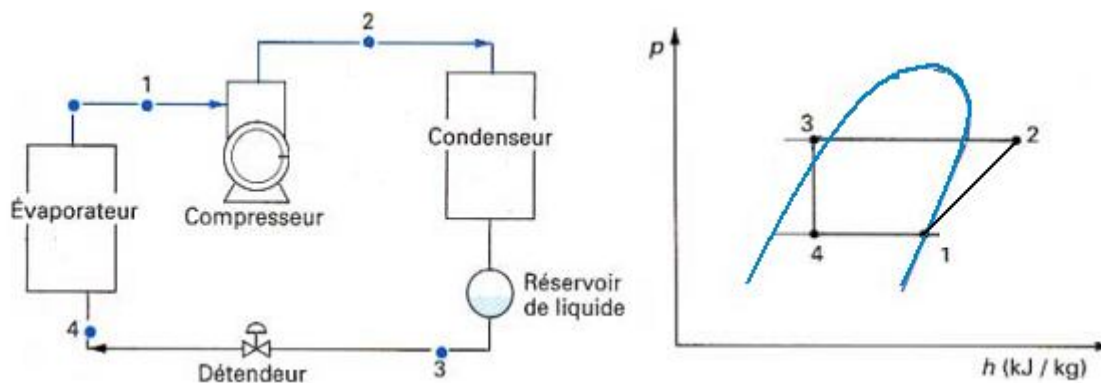 2
1
Condenseur
Évaporateur
Compresseur
Réservoir
de liquide
4
3
Détendeur
p
3
2
4
1
h (kJ / kg)